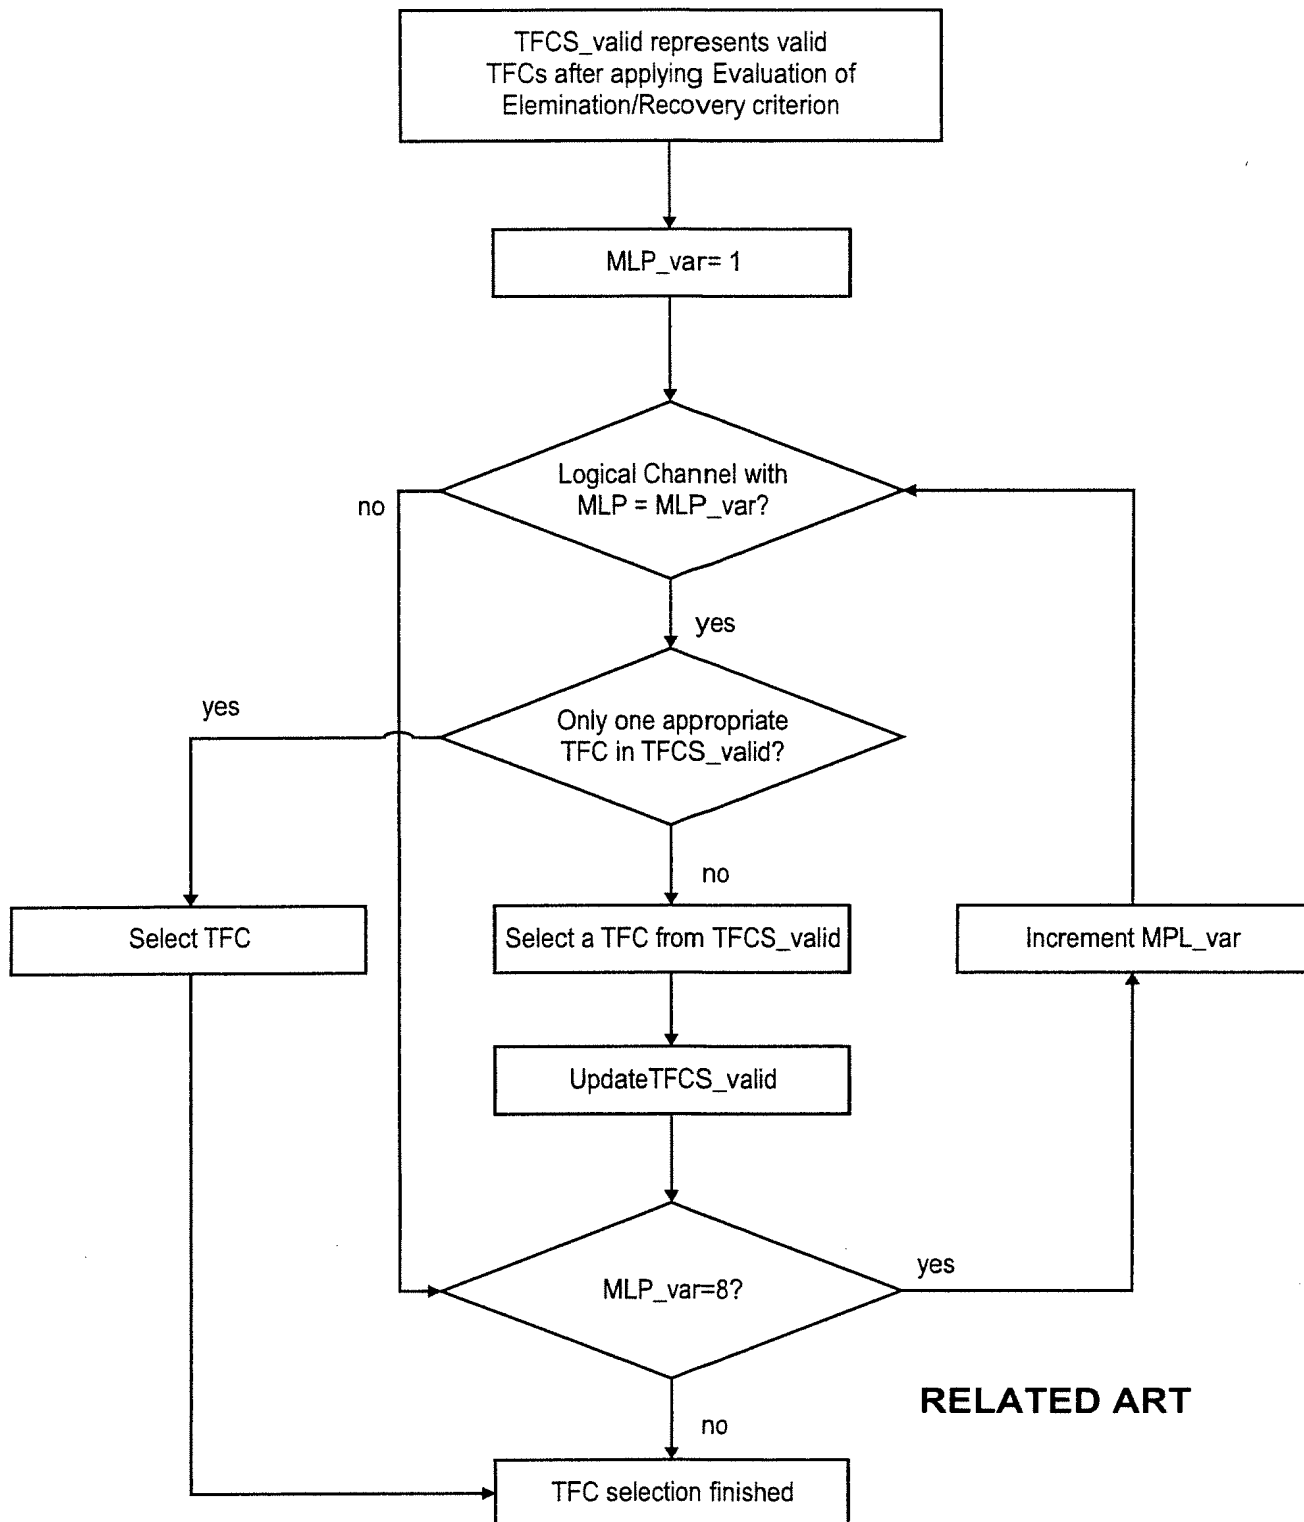 TFCS_valid represents valid
TFCs after applying Evaluation of
Elemination/Recovery criterion
MLP_var= 1
Logical Channel with
MLP = MLP_var?
no
yes
Only one appropriate
TFC in TFCS_valid?
yes
no
Select TFC
Select a TFC from TFCS_valid
Increment MPL_var
UpdateTFCS_valid
MLP_var=8?
yes
RELATED ART
no
TFC selection finished